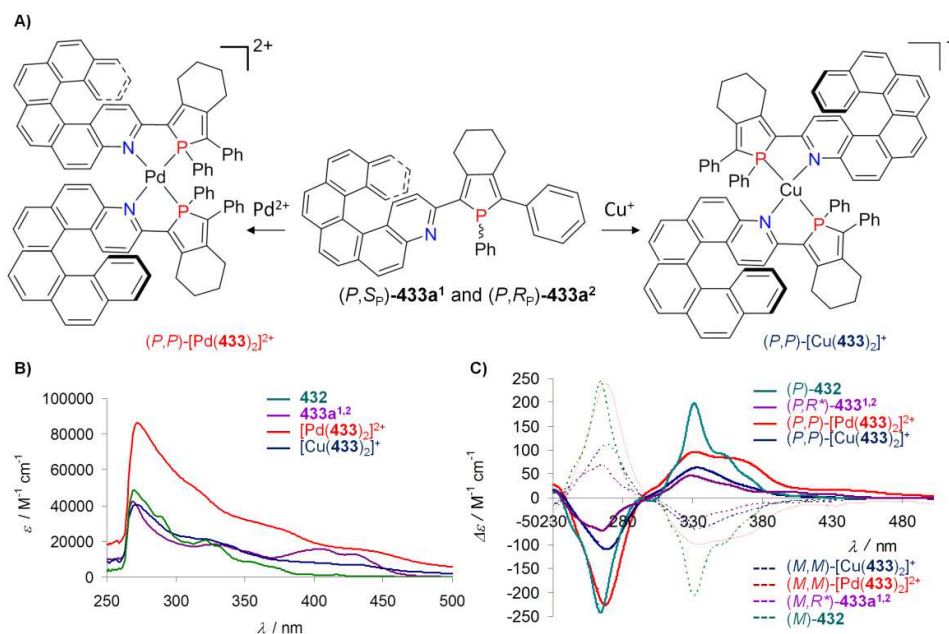 A)
2+
N
P
Ph
Ph
Pd
N
P
Ph
Ph
Pd²⁺
N
P
Ph
Cu⁺
Ph
P
Ph
N
Cu
N
P
Ph
Ph
(P,S_P)-433a¹ and (P,R_P)-433a²
(P,P)-[Pd(433)₂]²⁺
(P,P)-[Cu(433)₂]⁺
B)
432
433a¹,²
[Pd(433)₂]²⁺
[Cu(433)₂]⁺
100000
80000
60000
40000
20000
0
ε / M⁻¹ cm⁻¹
250 300 350 400 450 500
λ / nm
C)
(P)-432
(P,R*)-433¹,²
(P,P)-[Pd(433)₂]²⁺
(P,P)-[Cu(433)₂]⁺
250
200
150
100
50
0
-50
-100
-150
-200
-250
Δε / M⁻¹ cm⁻¹
230 280 330 380 430 480
λ / nm
(M,M)-[Cu(433)₂]⁺
(M,M)-[Pd(433)₂]²⁺
(M,R*)-433a¹,²
(M)-432